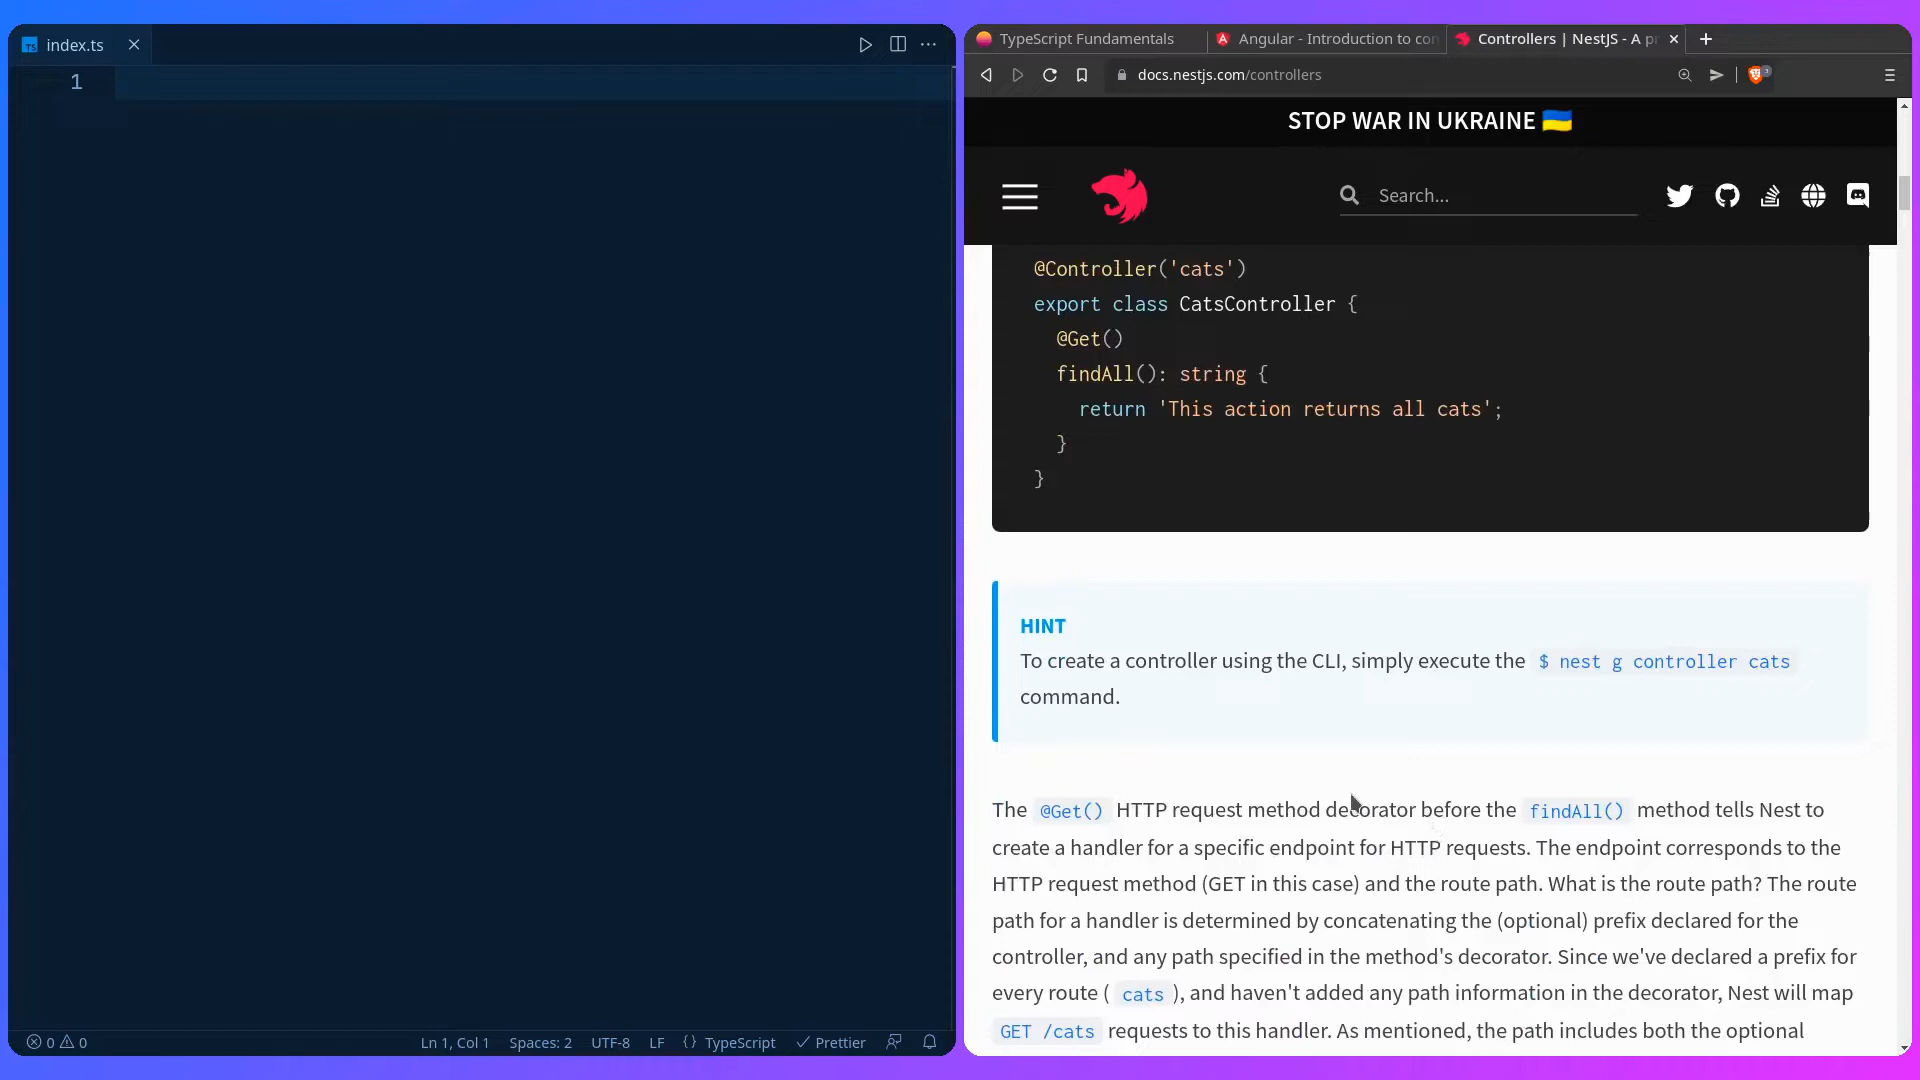 TS index.ts
1
0 0
Ln 1, Col 1 Spaces: 2 UTF-8 LF {} TypeScript Prettier
TypeScript Fundamentals
Angular - Introduction to con
Controllers | NestJS - A pr
docs.nestjs.com/controllers
3
STOP WAR IN UKRAINE 🇺🇦
Search...
@Controller('cats')
export class CatsController {
@Get()
findAll(): string {
return 'This action returns all cats';
}
}
HINT
To create a controller using the CLI, simply execute the $ nest g controller cats
command.
The @Get() HTTP request method decorator before the findAll() method tells Nest to
create a handler for a specific endpoint for HTTP requests. The endpoint corresponds to the
HTTP request method (GET in this case) and the route path. What is the route path? The route
path for a handler is determined by concatenating the (optional) prefix declared for the
controller, and any path specified in the method's decorator. Since we've declared a prefix for
every route ( cats ), and haven't added any path information in the decorator, Nest will map
GET /cats requests to this handler. As mentioned, the path includes both the optional